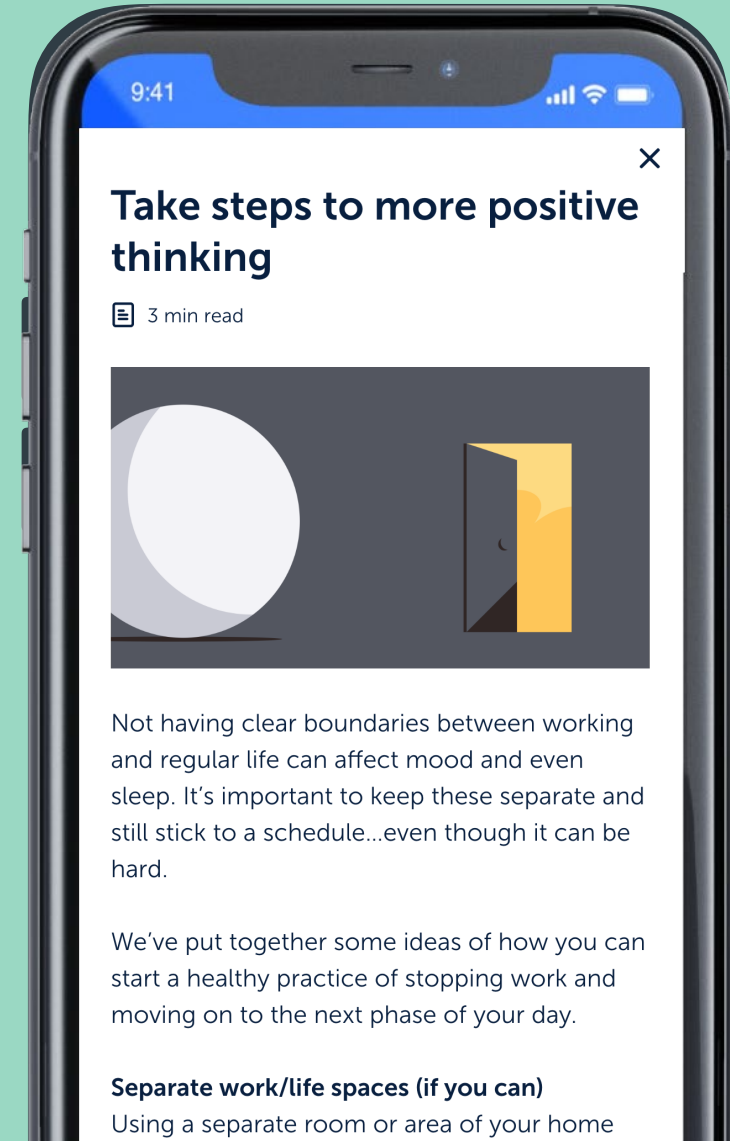 9:41
Take steps to more positive
thinking
3 min read
Not having clear boundaries between working
and regular life can affect mood and even
sleep. It’s important to keep these separate and
still stick to a schedule...even though it can be
hard.
We’ve put together some ideas of how you can
start a healthy practice of stopping work and
moving on to the next phase of your day.
Separate work/life spaces (if you can)
Using a separate room or area of your home